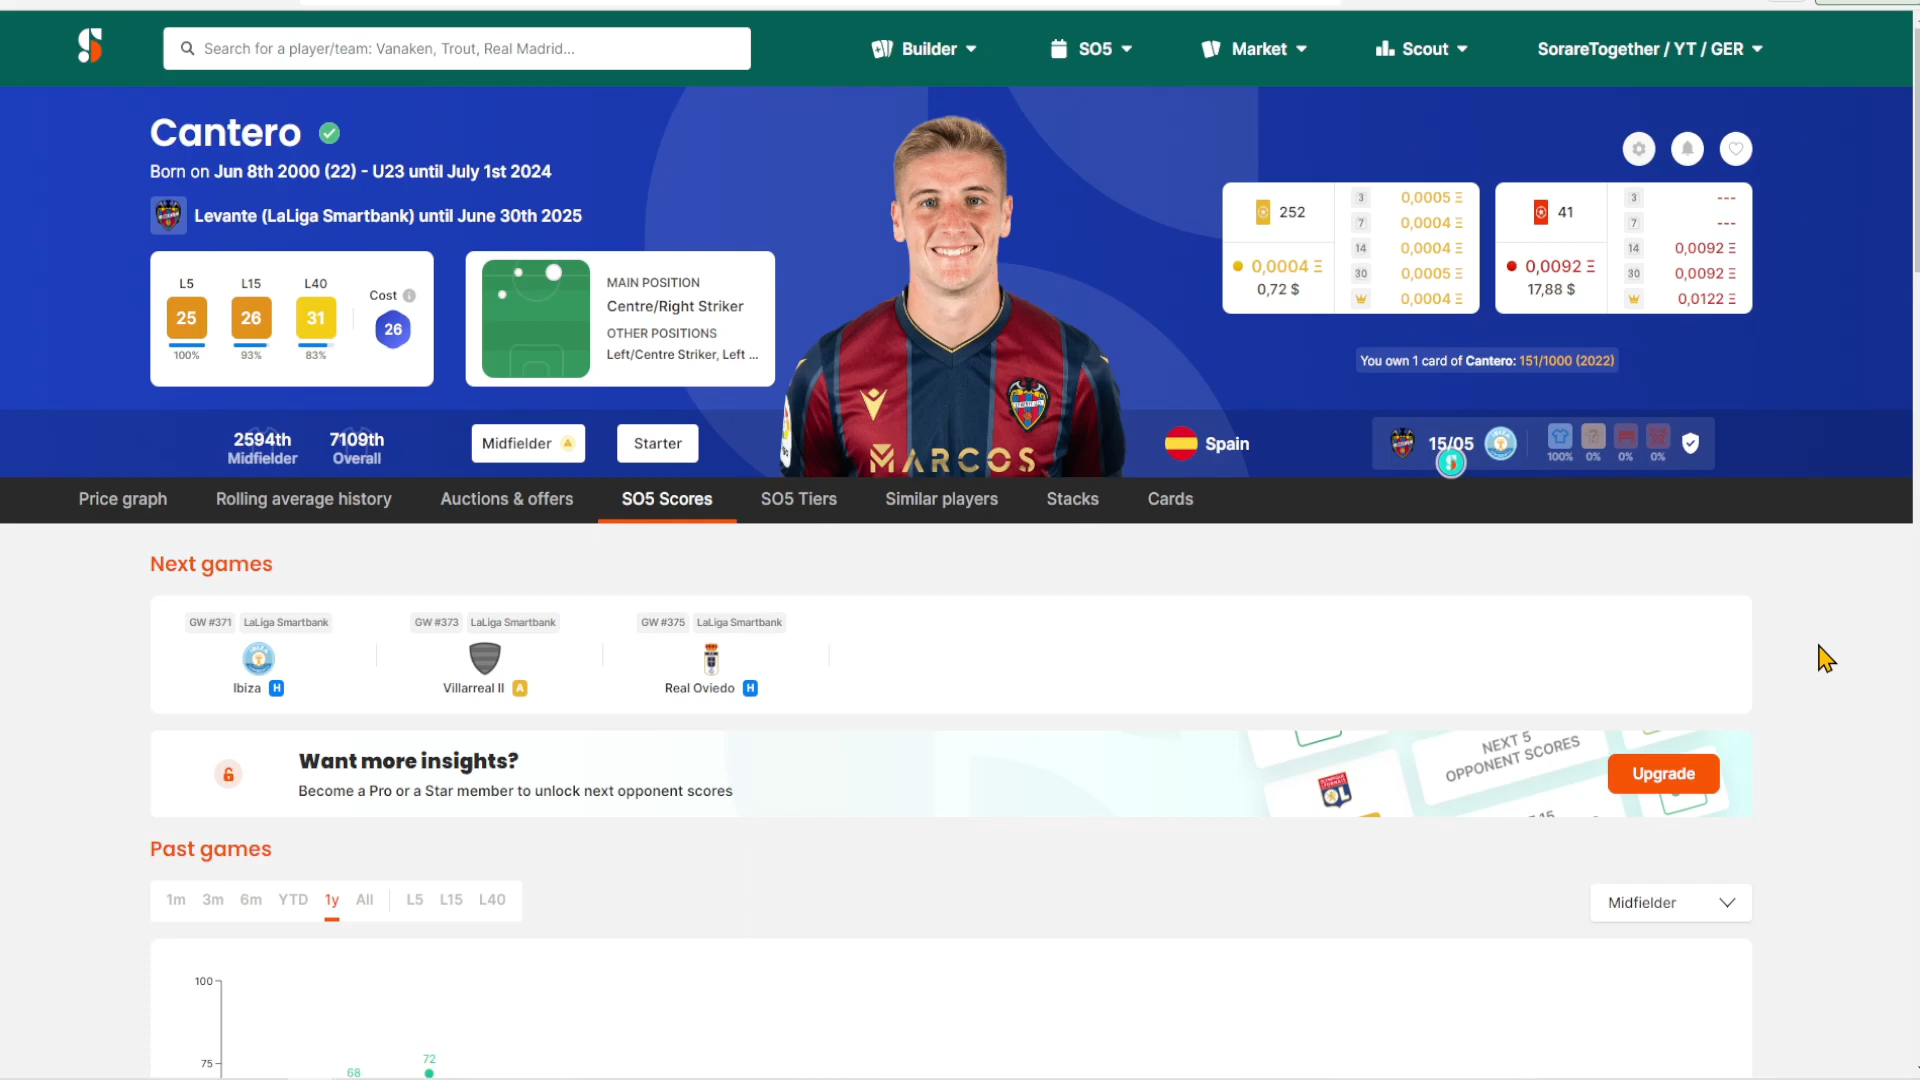 Search for a player/team: Vanaken, Trout, Real Madrid...
Builder
SO5
Market
Scout
SorareTogether / YT / GER
Cantero
Born on Jun 8th 2000 (22) - U23 until July 1st 2024
Levante (LaLiga Smartbank) until June 30th 2025
L5 L15 L40
Cost
25 26 31
26
100% 93% 83%
MAIN POSITION
Centre/Right Striker
OTHER POSITIONS
Left/Centre Striker, Left ...
252
0,0004 Ξ
0,72 $
3 0,0005 Ξ
7 0,0004 Ξ
14 0,0004 Ξ
30 0,0005 Ξ
0,0004 Ξ
41
0,0092 Ξ
17,88 $
3 ---
7 ---
14 0,0092 Ξ
30 0,0092 Ξ
0,0122 Ξ
You own 1 card of Cantero: 151/1000 (2022)
2594th
Midfielder
7109th
Overall
Midfielder
Starter
MARCOS
Spain
15/05
100% 0% 0% 0%
Price graph
Rolling average history
Auctions & offers
SO5 Scores
SO5 Tiers
Similar players
Stacks
Cards
Next games
GW #371 LaLiga Smartbank
Ibiza H
GW #373 LaLiga Smartbank
Villarreal II A
GW #375 LaLiga Smartbank
Real Oviedo H
Want more insights?
Become a Pro or a Star member to unlock next opponent scores
NEXT 5
OPPONENT SCORES
OL
Upgrade
Past games
1m 3m 6m YTD 1y All L5 L15 L40
Midfielder
100
75
68
72